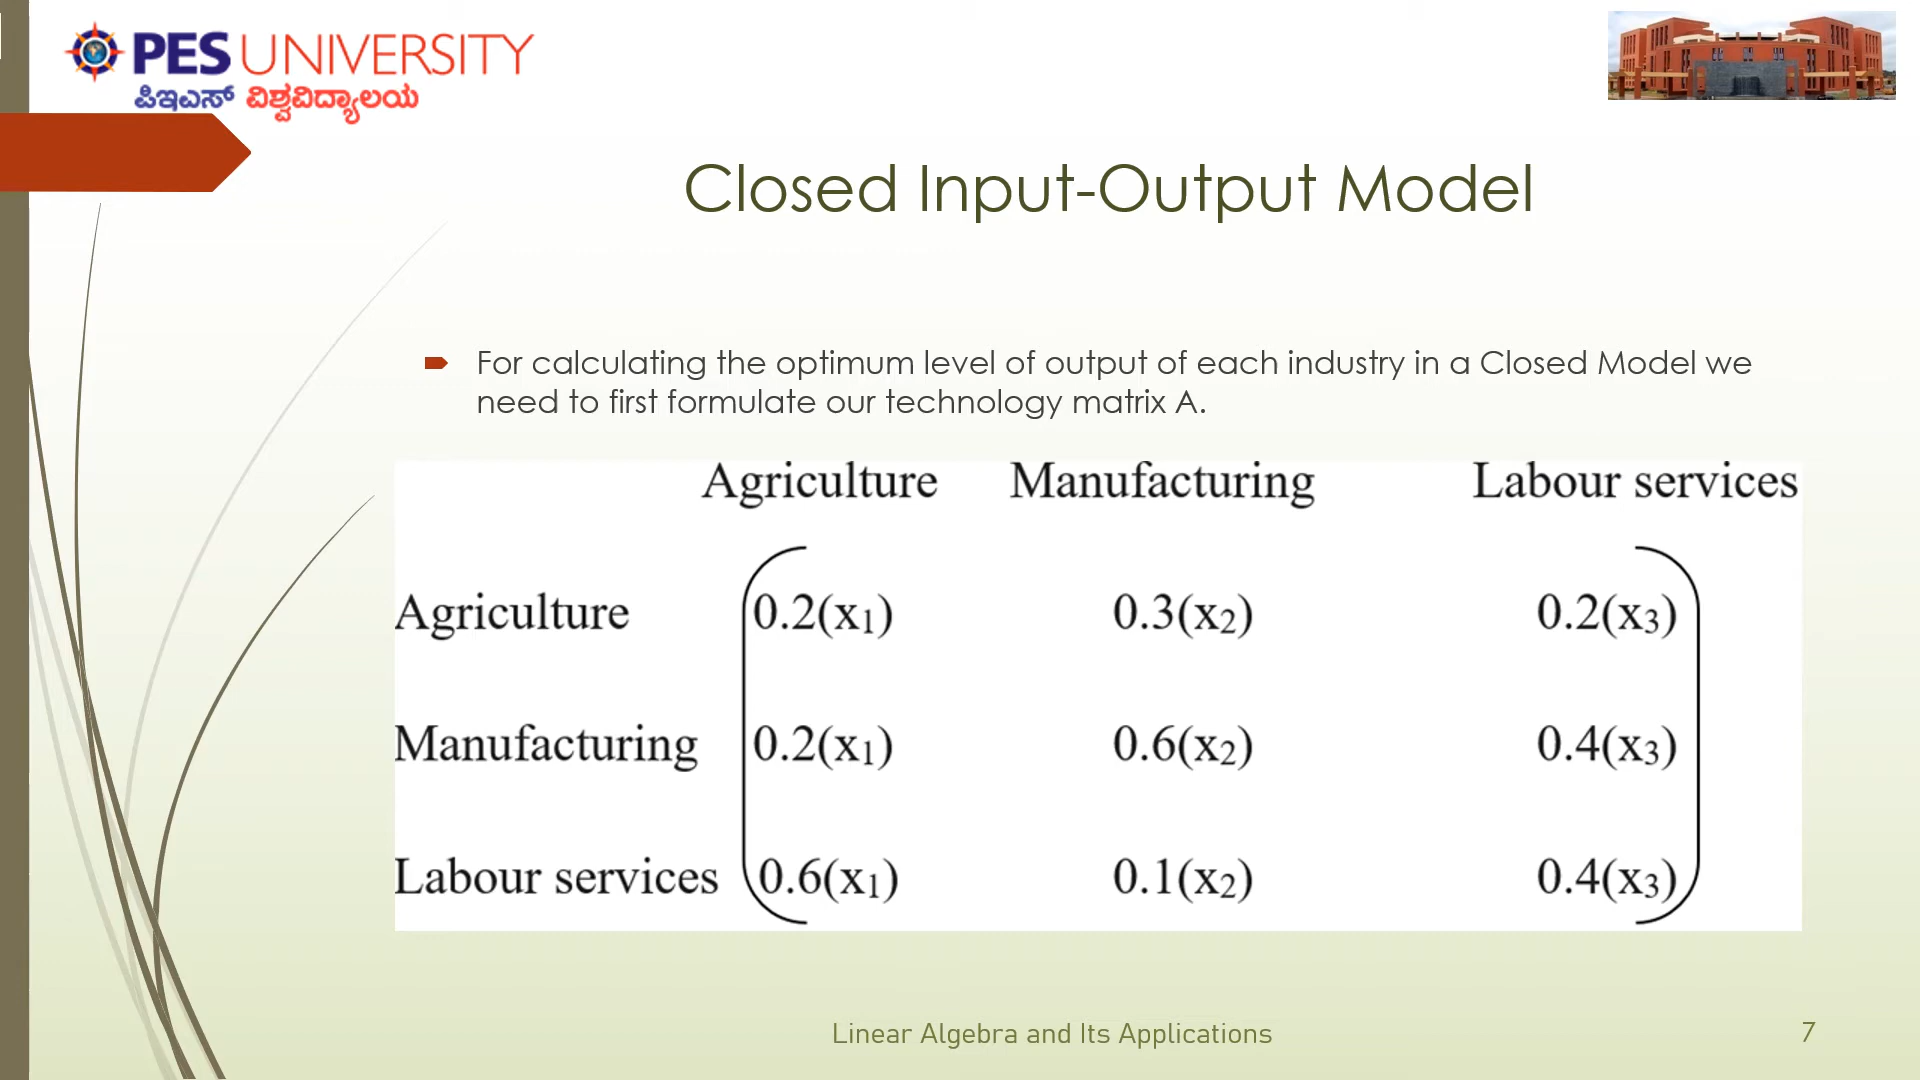 PES UNIVERSITY
ಪಿಇಎಸ್ ವಿಶ್ವವಿದ್ಯಾಲಯ
Closed Input-Output Model
For calculating the optimum level of output of each industry in a Closed Model we
need to first formulate our technology matrix A.
Agriculture Manufacturing Labour services
Agriculture 0.2(x₁) 0.3(x₂) 0.2(x₃)
Manufacturing 0.2(x₁) 0.6(x₂) 0.4(x₃)
Labour services 0.6(x₁) 0.1(x₂) 0.4(x₃)
Linear Algebra and Its Applications 7